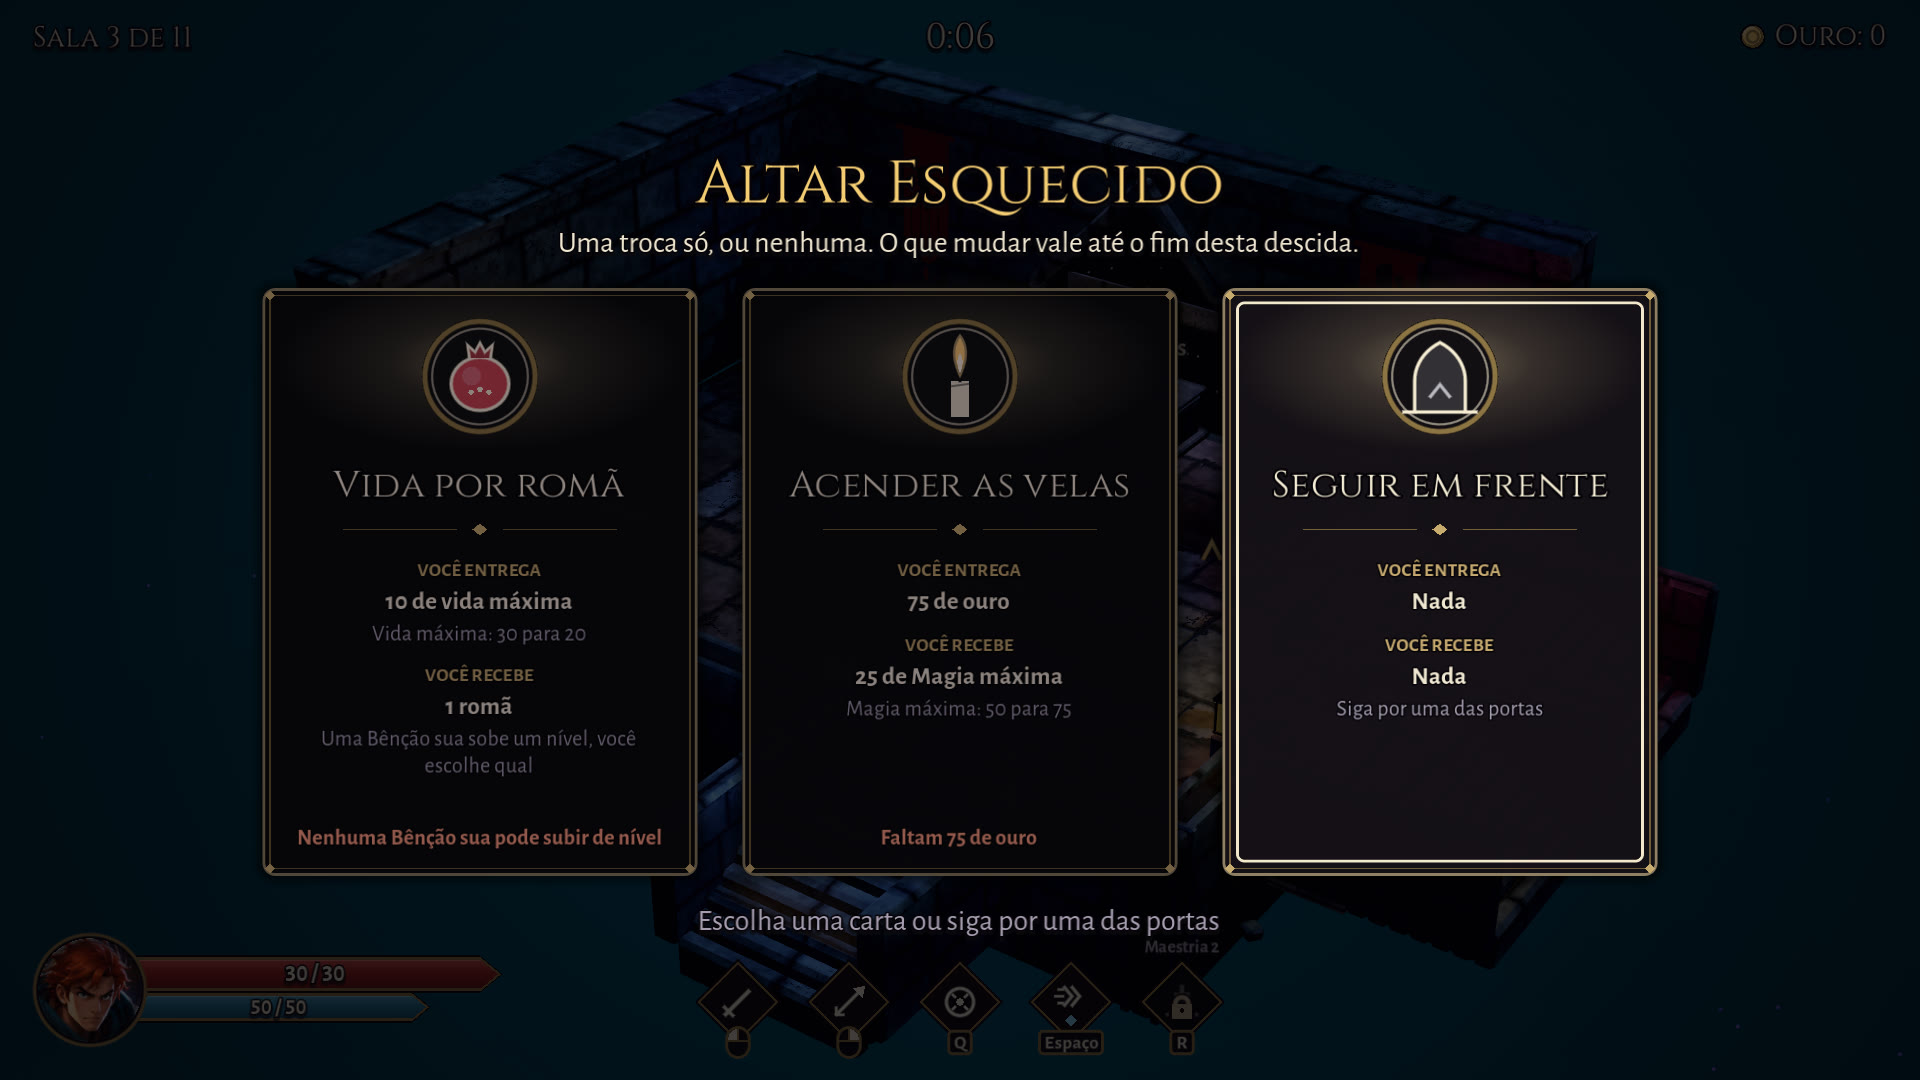 Sala 3 de 11
0:06
Ouro: 0
Altar Esquecido
Uma troca só, ou nenhuma. O que mudar vale até o fim desta descida.
Vida por romã
VOCÊ ENTREGA
10 de vida máxima
Vida máxima: 30 para 20
VOCÊ RECEBE
1 romã
Uma Bênção sua sobe um nível, você
escolhe qual
Nenhuma Bênção sua pode subir de nível
Acender as velas
VOCÊ ENTREGA
75 de ouro
VOCÊ RECEBE
25 de Magia máxima
Magia máxima: 50 para 75
Faltam 75 de ouro
Seguir em frente
VOCÊ ENTREGA
Nada
VOCÊ RECEBE
Nada
Siga por uma das portas
Escolha uma carta ou siga por uma das portas
Maestria 2
30/30
50/50
Q
Espaço
R